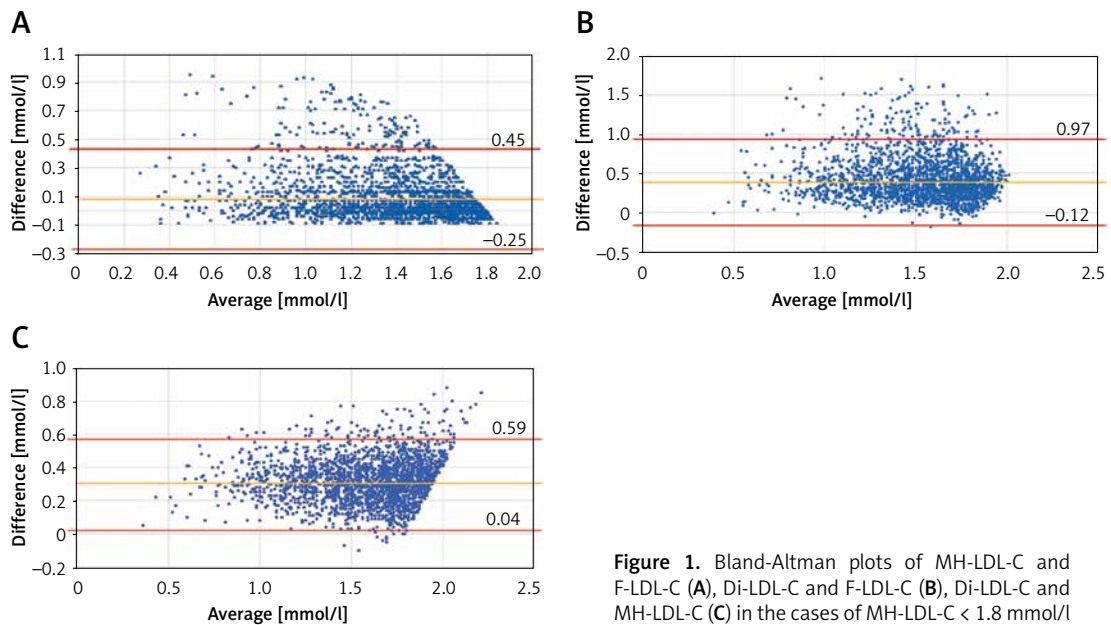 A
Difference [mmol/l]
1.1
0.9
0.7
0.5
0.3
0.1
–0.1
–0.3
0.45
–0.25
0 0.2 0.4 0.6 0.8 1.0 1.2 1.4 1.6 1.8 2.0
Average [mmol/l]
B
Difference [mmol/l]
2.0
1.5
1.0
0.5
0
–0.5
0.97
–0.12
0 0.5 1.0 1.5 2.0 2.5
Average [mmol/l]
C
Difference [mmol/l]
1.0
0.8
0.6
0.4
0.2
0
–0.2
0.59
0.04
0 0.5 1.0 1.5 2.0 2.5
Average [mmol/l]
Figure 1. Bland-Altman plots of MH-LDL-C and
F-LDL-C (A), Di-LDL-C and F-LDL-C (B), Di-LDL-C and
MH-LDL-C (C) in the cases of MH-LDL-C < 1.8 mmol/l